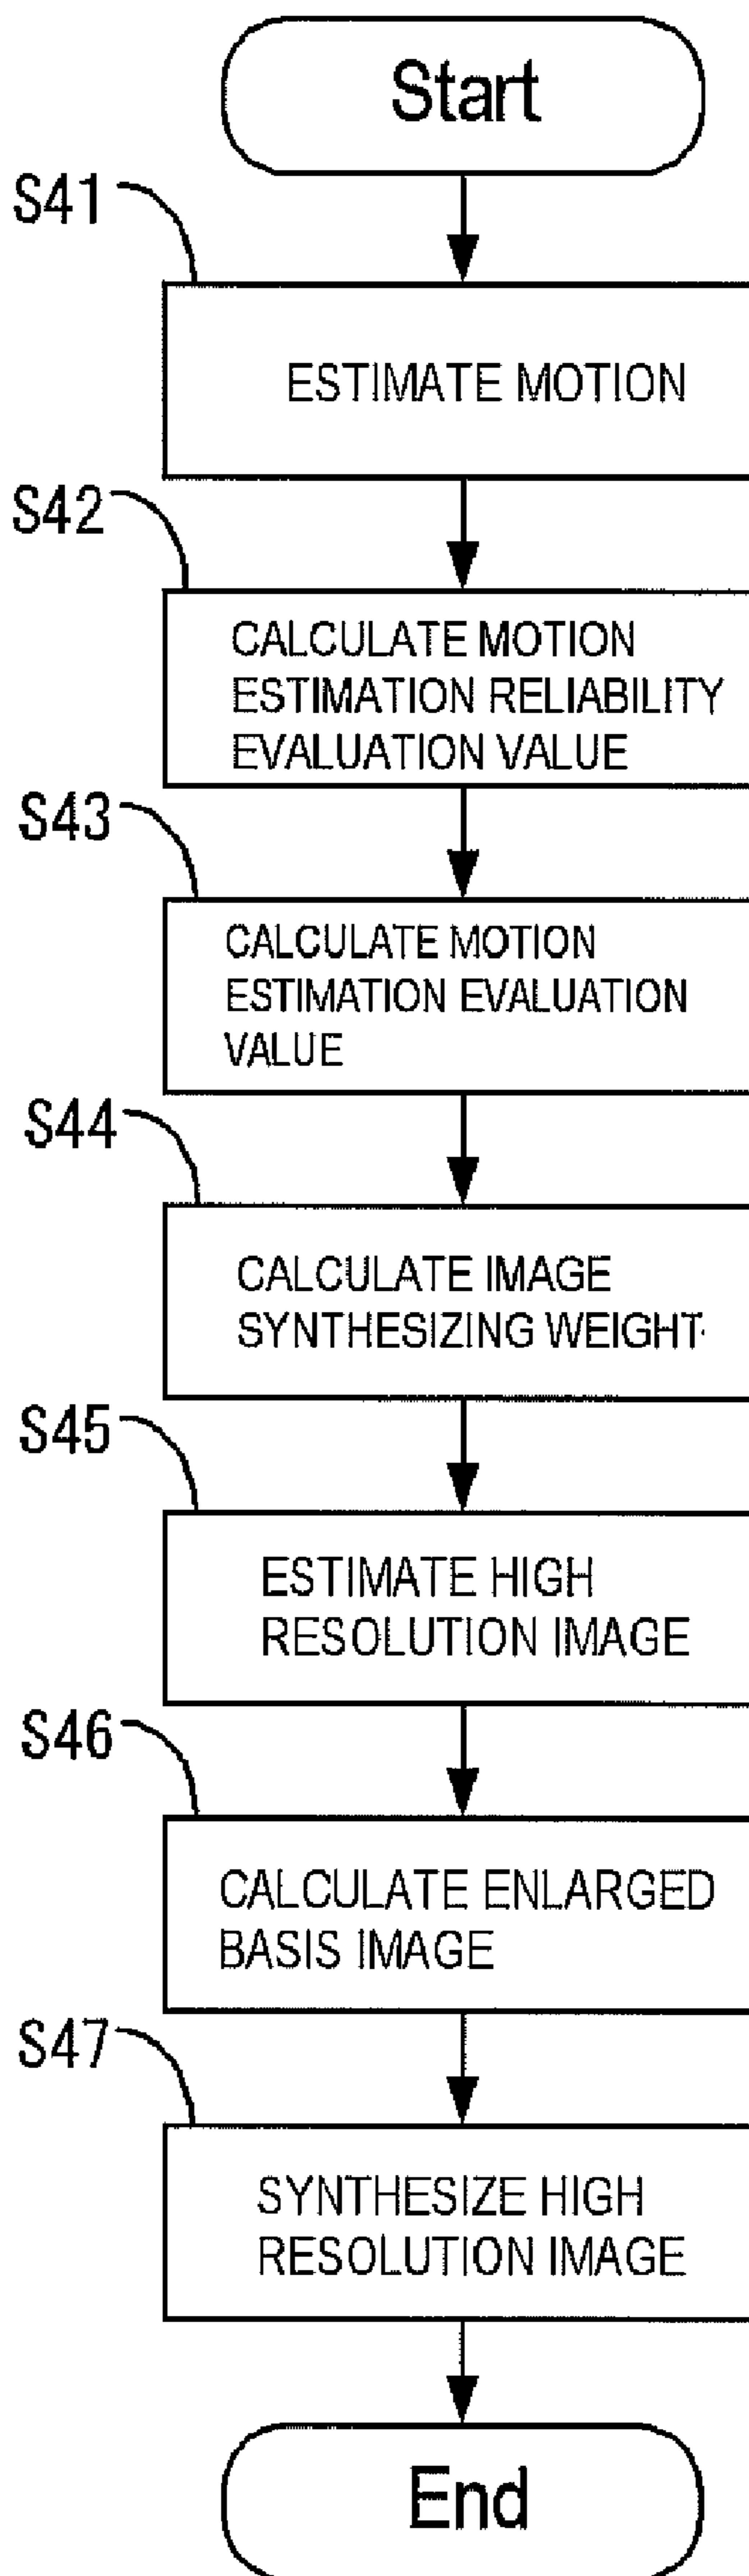 Start
S41
ESTIMATE MOTION
S42
CALCULATE MOTION
ESTIMATION RELIABILITY
EVALUATION VALUE
S43
CALCULATE MOTION
ESTIMATION EVALUATION
VALUE
S44
CALCULATE IMAGE
SYNTHESIZING WEIGHT
S45
ESTIMATE HIGH
RESOLUTION IMAGE
S46
CALCULATE ENLARGED
BASIS IMAGE
S47
SYNTHESIZE HIGH
RESOLUTION IMAGE
End